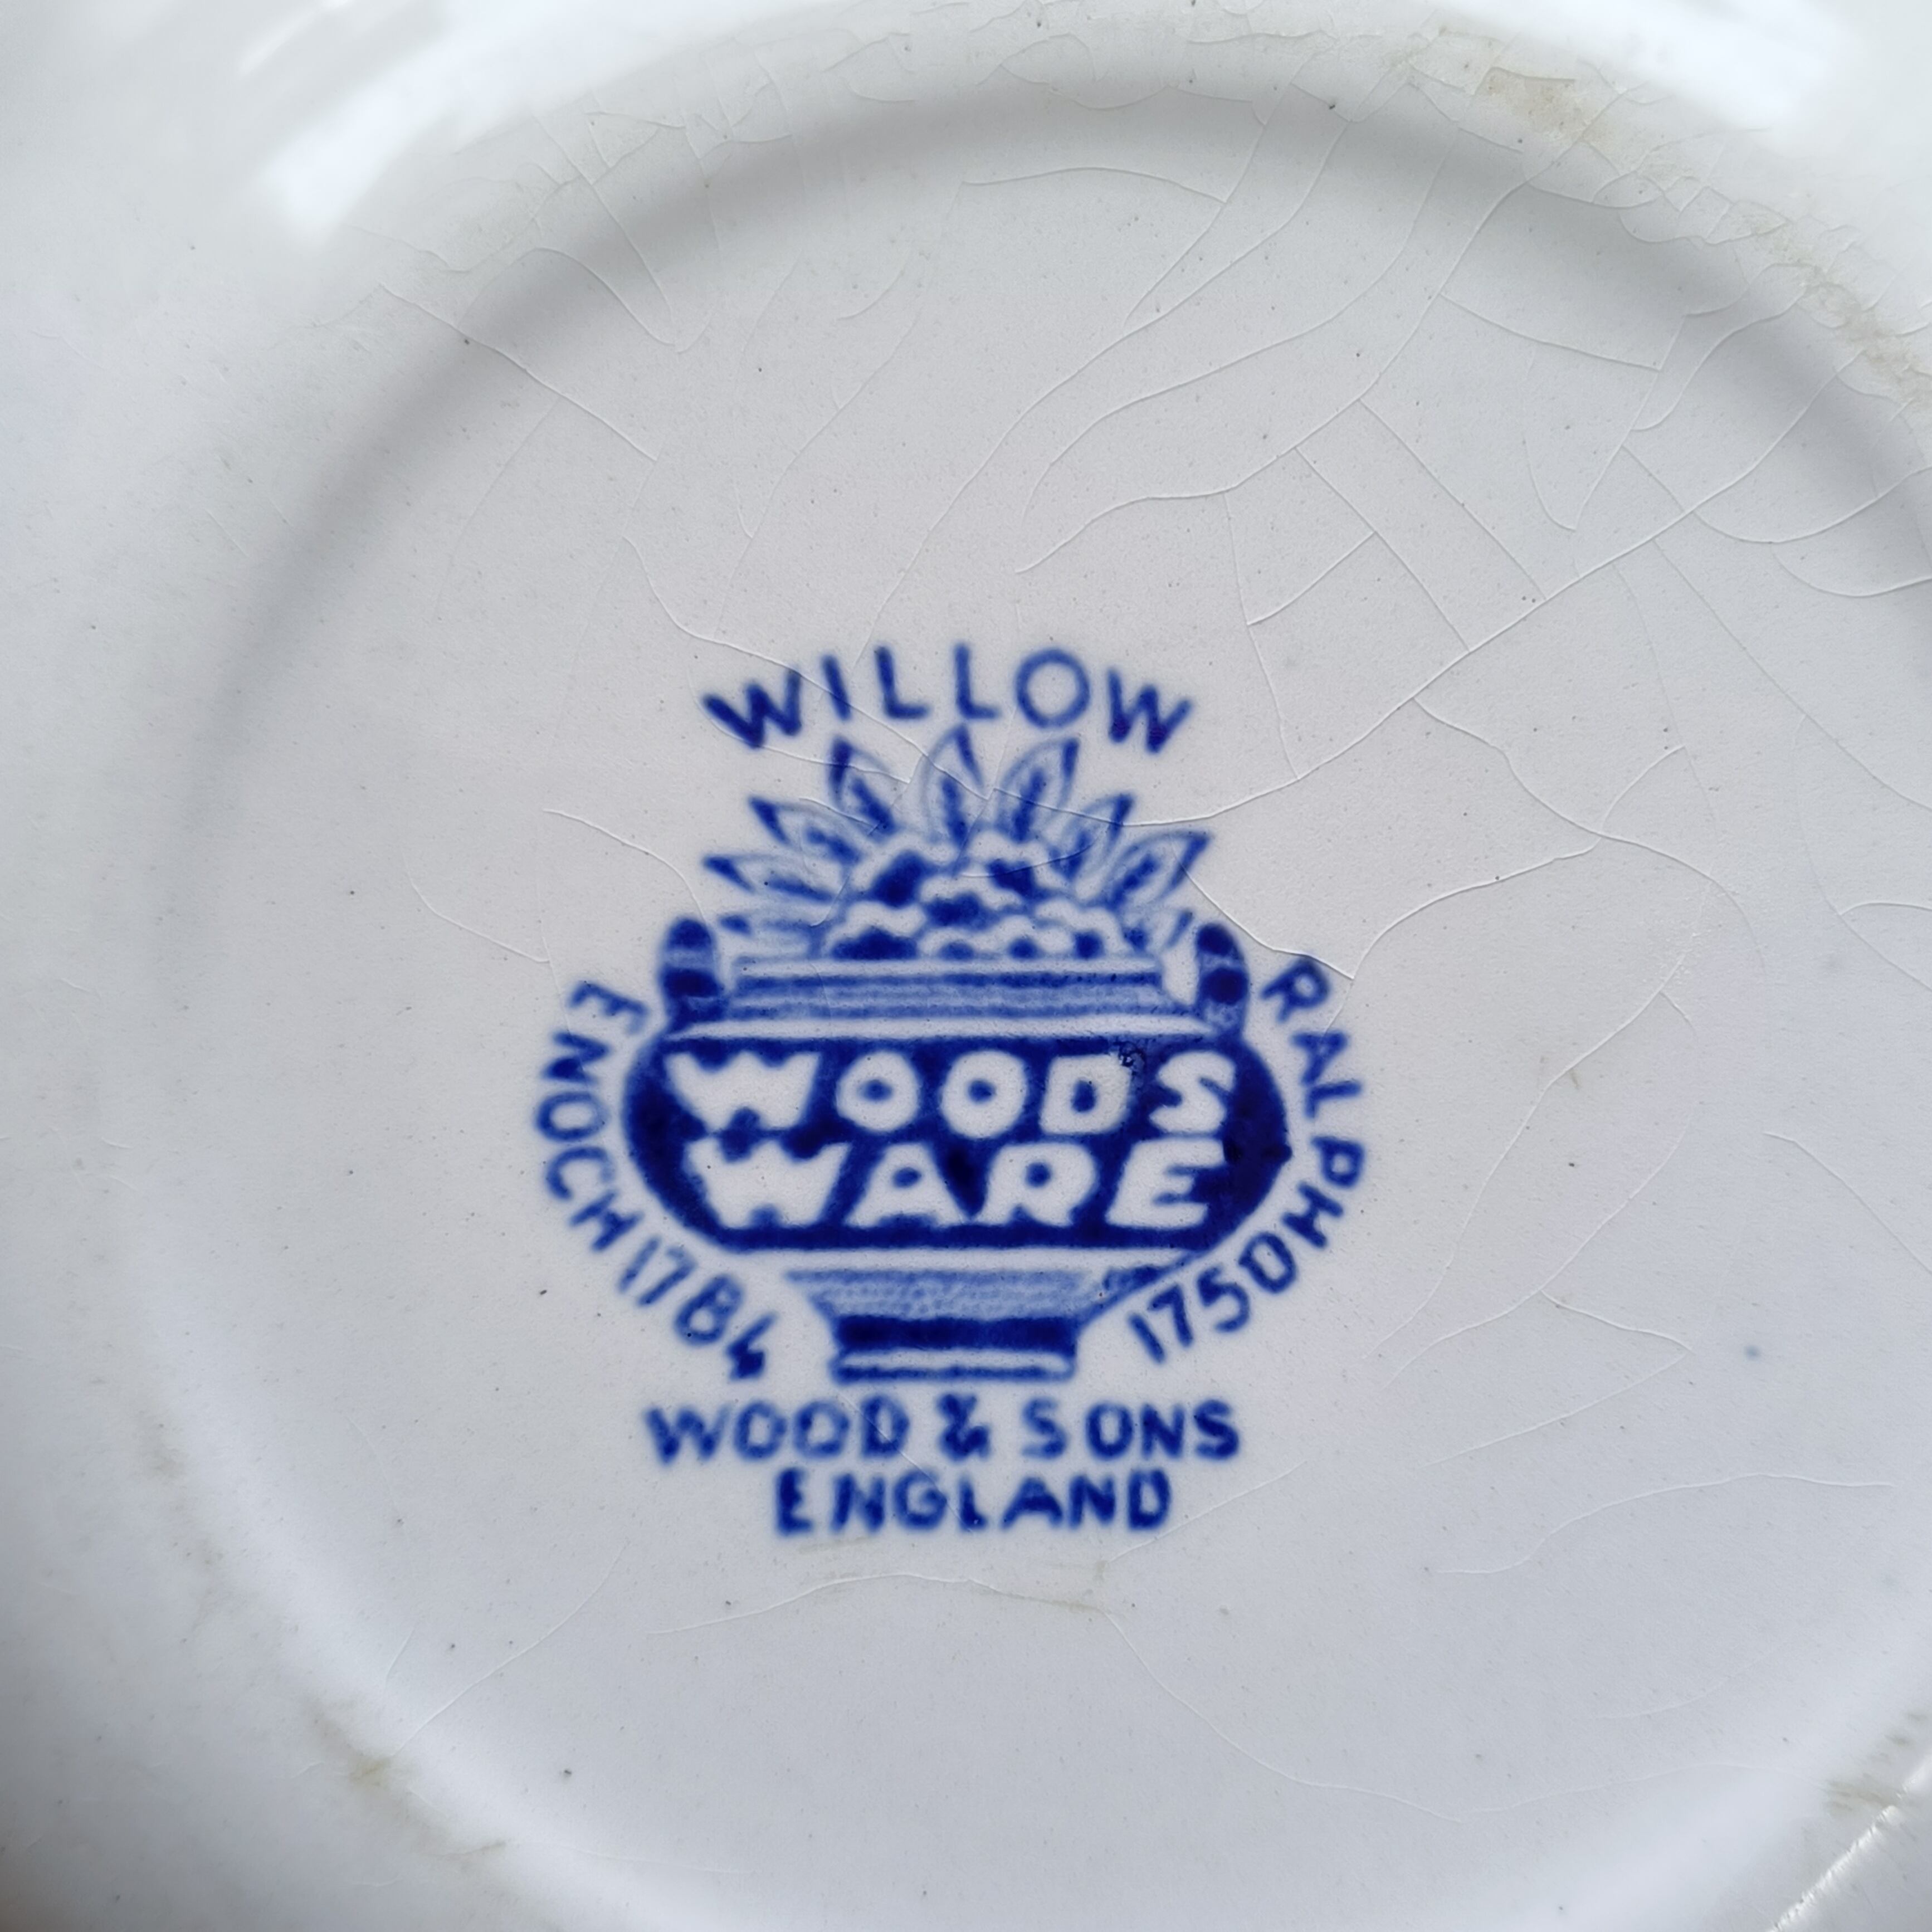 WILLOW
ENOCH 1784
RALPH 1750
WOODS
WARE
WOOD & SONS
ENGLAND